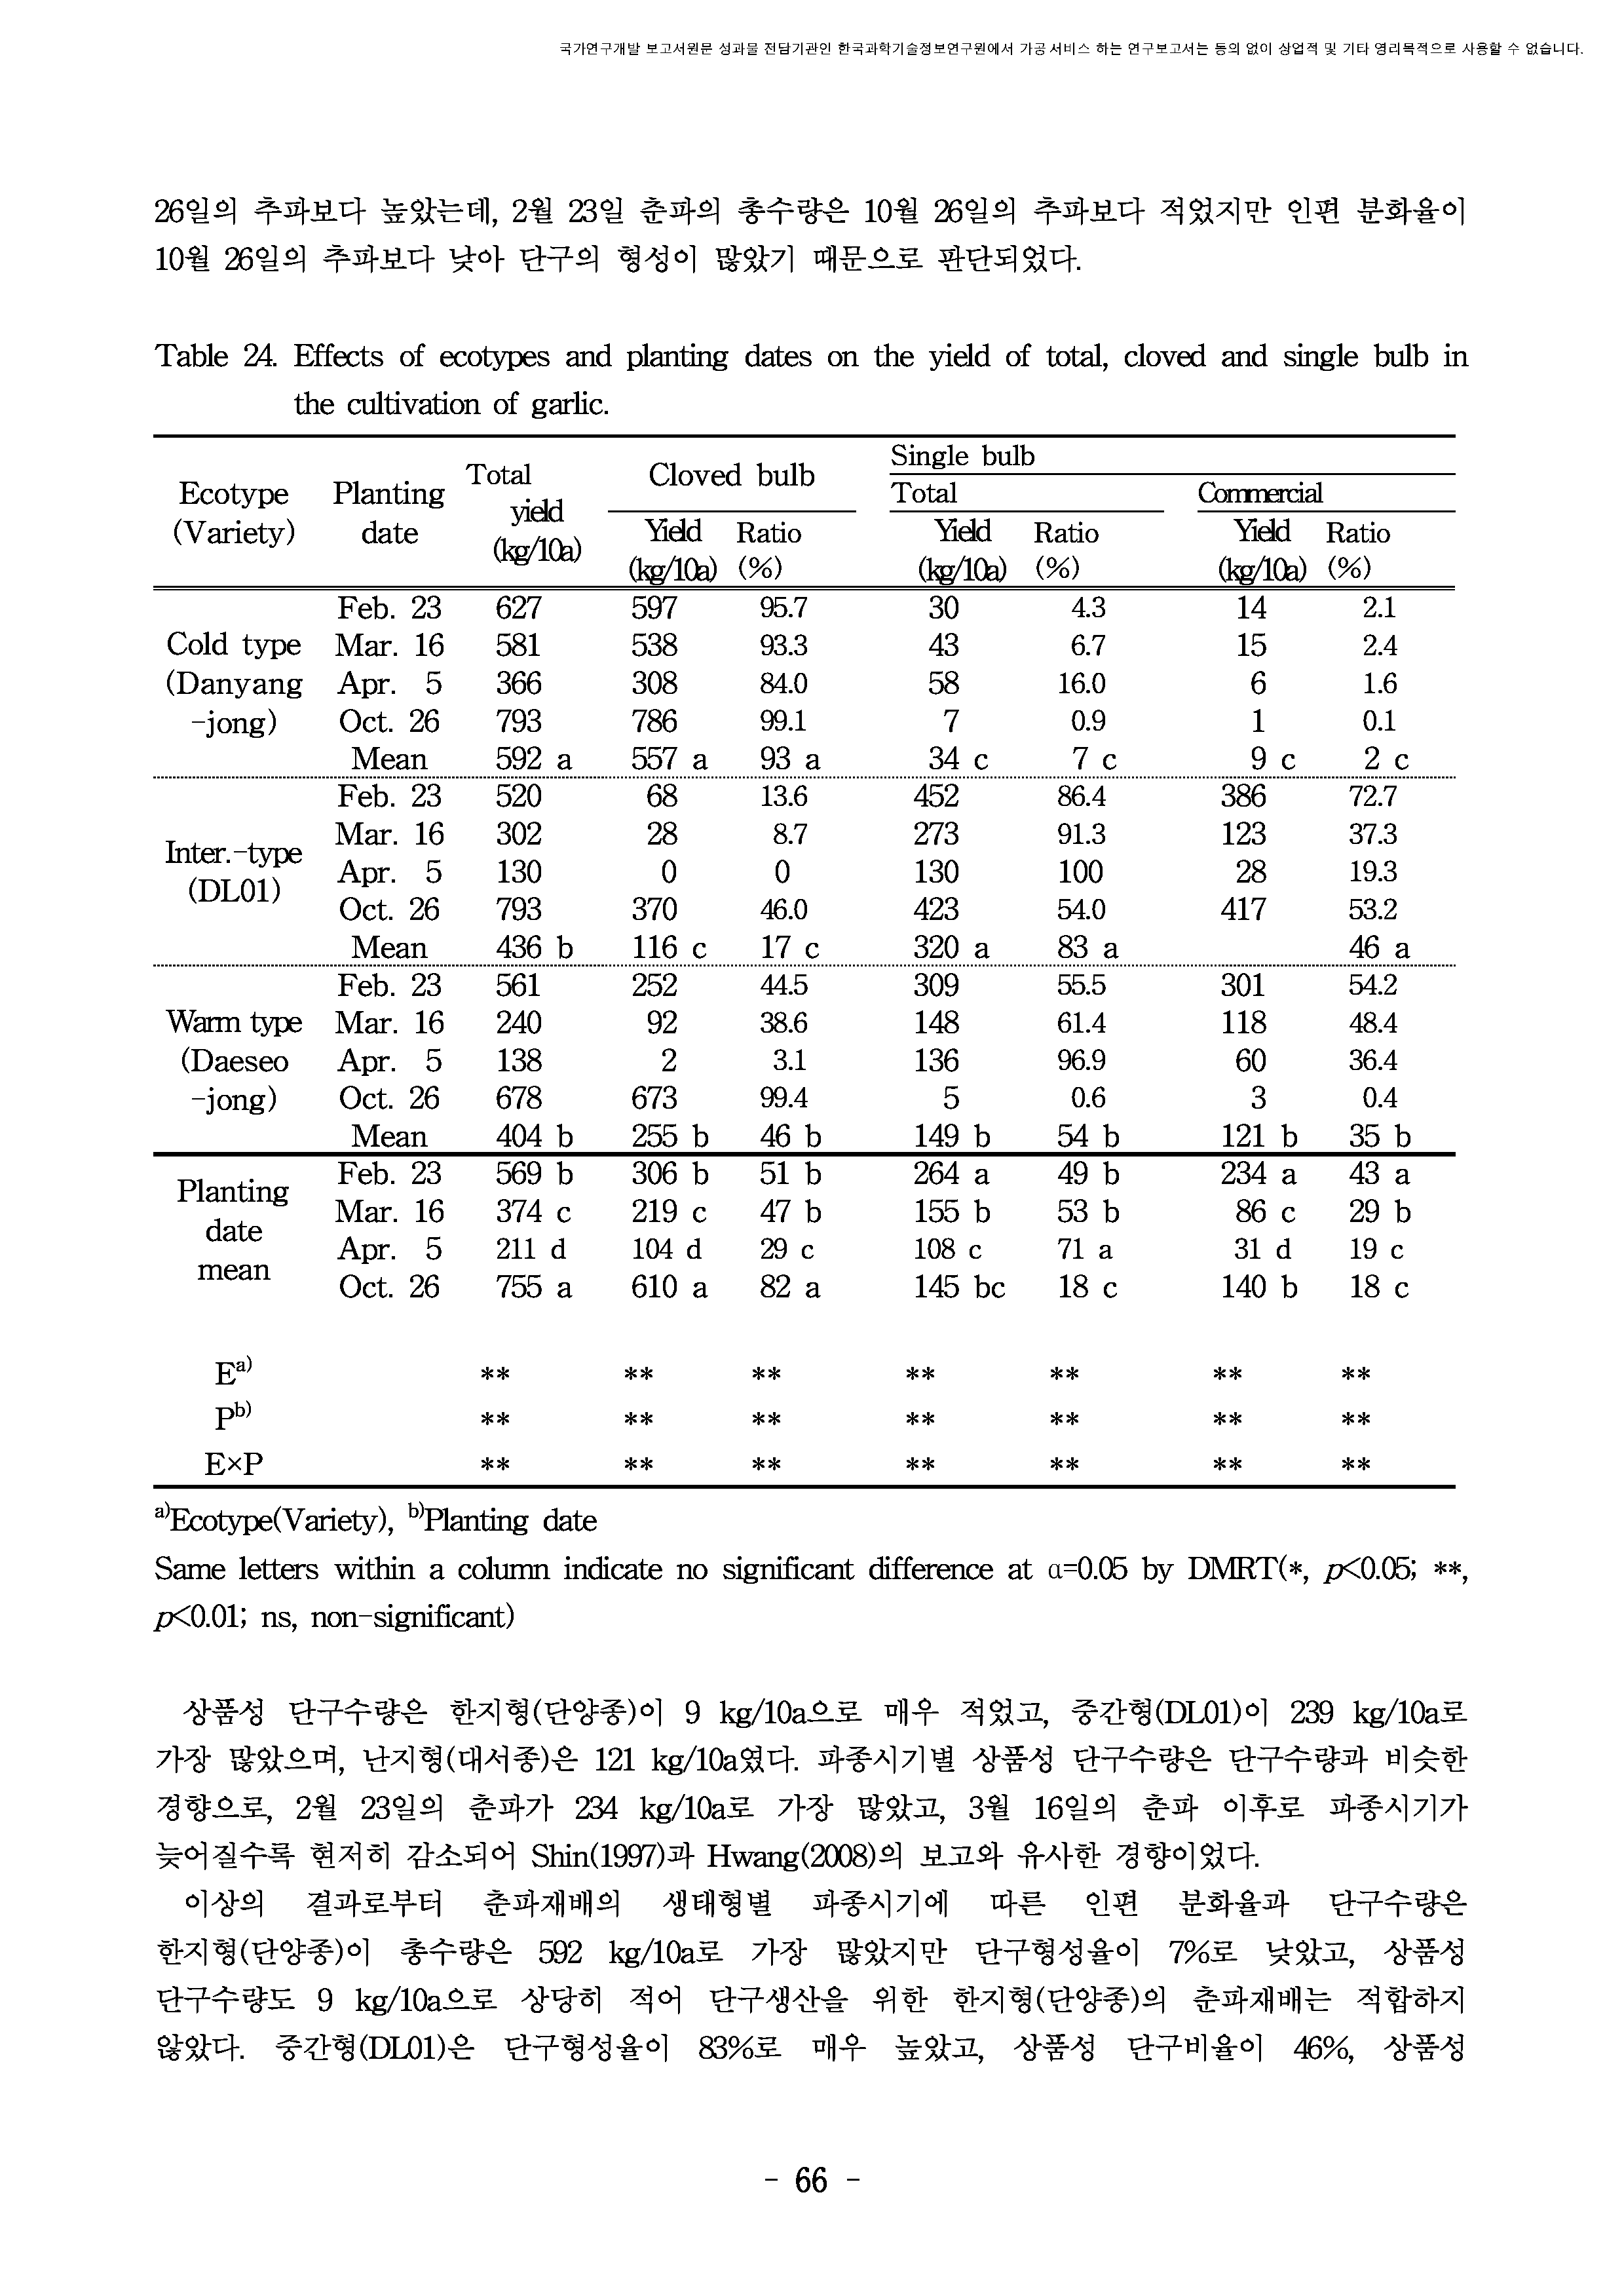 국가연구개발 보고서원문 성과물 전담기관인 한국과학기술정보연구원에서 가공·서비스 하는 연구보고서는 동의 없이 상업적 및 기타 영리목적으로 사용할 수 없습니다.
26일의 추파보다 높았는데, 2월 23일 춘파의 총수량은 10월 26일의 추파보다 적었지만 인편 분화율이
10월 26일의 추파보다 낮아 단구의 형성이 많았기 때문으로 판단되었다.
Table 24. Effects of ecotypes and planting dates on the yield of total, cloved and single bulb in
the cultivation of garlic.
Ecotype (Variety) Planting date Total yield (kg/10a) Cloved bulb Single bulb
Total Commercial
Yield (kg/10a) Ratio (%) Yield (kg/10a) Ratio (%) Yield (kg/10a) Ratio (%)
Cold type (Danyang -jong)
Feb. 23 627 597 95.7 30 4.3 14 2.1
Mar. 16 581 538 93.3 43 6.7 15 2.4
Apr. 5 366 308 84.0 58 16.0 6 1.6
Oct. 26 793 786 99.1 7 0.9 1 0.1
Mean 592 a 557 a 93 a 34 c 7 c 9 c 2 c
Inter.-type (DL01)
Feb. 23 520 68 13.6 452 86.4 386 72.7
Mar. 16 302 28 8.7 273 91.3 123 37.3
Apr. 5 130 0 0 130 100 28 19.3
Oct. 26 793 370 46.0 423 54.0 417 53.2
Mean 436 b 116 c 17 c 320 a 83 a 46 a
Warm type (Daeseo -jong)
Feb. 23 561 252 44.5 309 55.5 301 54.2
Mar. 16 240 92 38.6 148 61.4 118 48.4
Apr. 5 138 2 3.1 136 96.9 60 36.4
Oct. 26 678 673 99.4 5 0.6 3 0.4
Mean 404 b 255 b 46 b 149 b 54 b 121 b 35 b
Planting date mean
Feb. 23 569 b 306 b 51 b 264 a 49 b 234 a 43 a
Mar. 16 374 c 219 c 47 b 155 b 53 b 86 c 29 b
Apr. 5 211 d 104 d 29 c 108 c 71 a 31 d 19 c
Oct. 26 755 a 610 a 82 a 145 bc 18 c 140 b 18 c
E a) ** ** ** ** ** ** **
P b) ** ** ** ** ** ** **
E×P ** ** ** ** ** ** **
a)Ecotype(Variety), b)Planting date
Same letters within a column indicate no significant difference at α=0.05 by DMRT(*, p<0.05; **,
p<0.01; ns, non-significant)
상품성 단구수량은 한지형(단양종)이 9 kg/10a으로 매우 적었고, 중간형(DL01)이 239 kg/10a로
가장 많았으며, 난지형(대서종)은 121 kg/10a였다. 파종시기별 상품성 단구수량은 단구수량과 비슷한
경향으로, 2월 23일의 춘파가 234 kg/10a로 가장 많았고, 3월 16일의 춘파 이후로 파종시기가
늦어질수록 현저히 감소되어 Shin(1997)과 Hwang(2008)의 보고와 유사한 경향이었다.
이상의 결과로부터 춘파재배의 생태형별 파종시기에 따른 인편 분화율과 단구수량은
한지형(단양종)이 총수량은 592 kg/10a로 가장 많았지만 단구형성율이 7%로 낮았고, 상품성
단구수량도 9 kg/10a으로 상당히 적어 단구생산을 위한 한지형(단양종)의 춘파재배는 적합하지
않았다. 중간형(DL01)은 단구형성율이 83%로 매우 높았고, 상품성 단구비율이 46%, 상품성
- 66 -